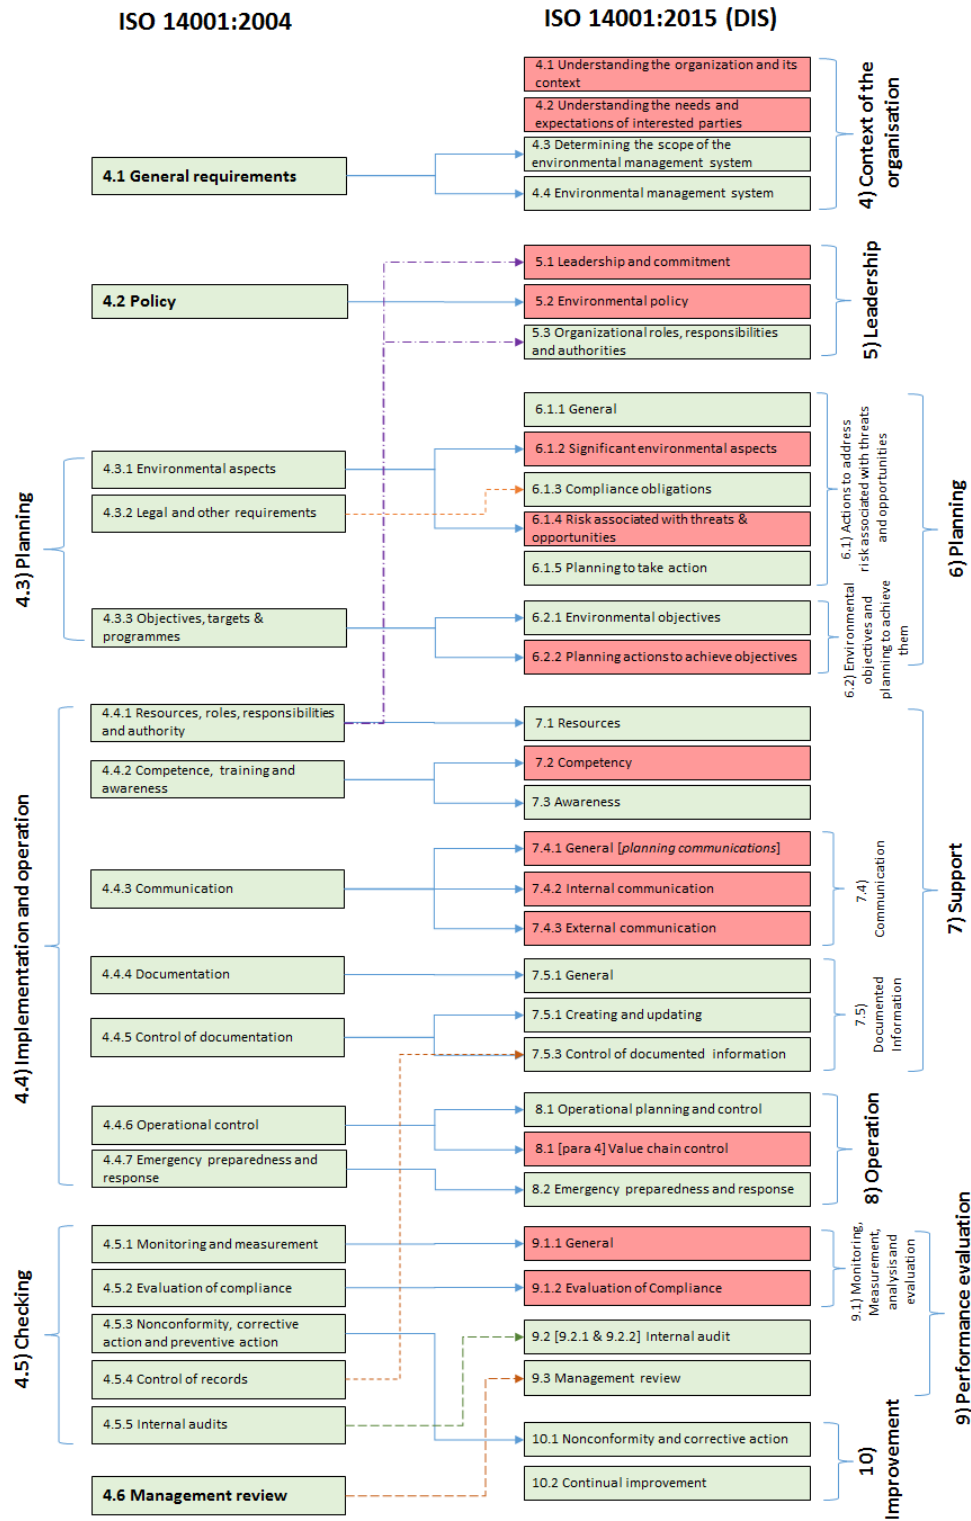 ISO 14001:2004
ISO 14001:2015 (DIS)
4.1 Understanding the organization and its
context
4.2 Understanding the needs and
expectations of interested parties
4.3 Determining the scope of the
environmental management system
4.4 Environmental management system
4) Context of the
organisation
4.1 General requirements
5.1 Leadership and commitment
5.2 Environmental policy
5.3 Organizational roles, responsibilities
and authorities
5) Leadership
4.2 Policy
4.3) Planning
4.3.1 Environmental aspects
4.3.2 Legal and other requirements
4.3.3 Objectives, targets &
programmes
6.1.1 General
6.1.2 Significant environmental aspects
6.1.3 Compliance obligations
6.1.4 Risk associated with threats &
opportunities
6.1.5 Planning to take action
6.2.1 Environmental objectives
6.2.2 Planning actions to achieve objectives
6.1) Actions to address
risk associated with threats
and opportunities
6.2) Environmental
objectives and
planning to achieve
them
6) Planning
4.4) Implementation and operation
4.4.1 Resources, roles, responsibilities
and authority
4.4.2 Competence, training and
awareness
4.4.3 Communication
4.4.4 Documentation
4.4.5 Control of documentation
4.4.6 Operational control
4.4.7 Emergency preparedness and
response
7.1 Resources
7.2 Competency
7.3 Awareness
7.4.1 General [planning communications]
7.4.2 Internal communication
7.4.3 External communication
7.5.1 General
7.5.1 Creating and updating
7.5.3 Control of documented information
7.4)
Communication
7.5)
Documented
Information
7) Support
8.1 Operational planning and control
8.1 [para 4] Value chain control
8.2 Emergency preparedness and response
8) Operation
4.5) Checking
4.5.1 Monitoring and measurement
4.5.2 Evaluation of compliance
4.5.3 Nonconformity, corrective
action and preventive action
4.5.4 Control of records
4.5.5 Internal audits
9.1.1 General
9.1.2 Evaluation of Compliance
9.2 [9.2.1 & 9.2.2] Internal audit
9.3 Management review
9.1) Monitoring,
Measurement,
analysis and
evaluation
9) Performance evaluation
10.1 Nonconformity and corrective action
10.2 Continual improvement
10)
Improvement
4.6 Management review